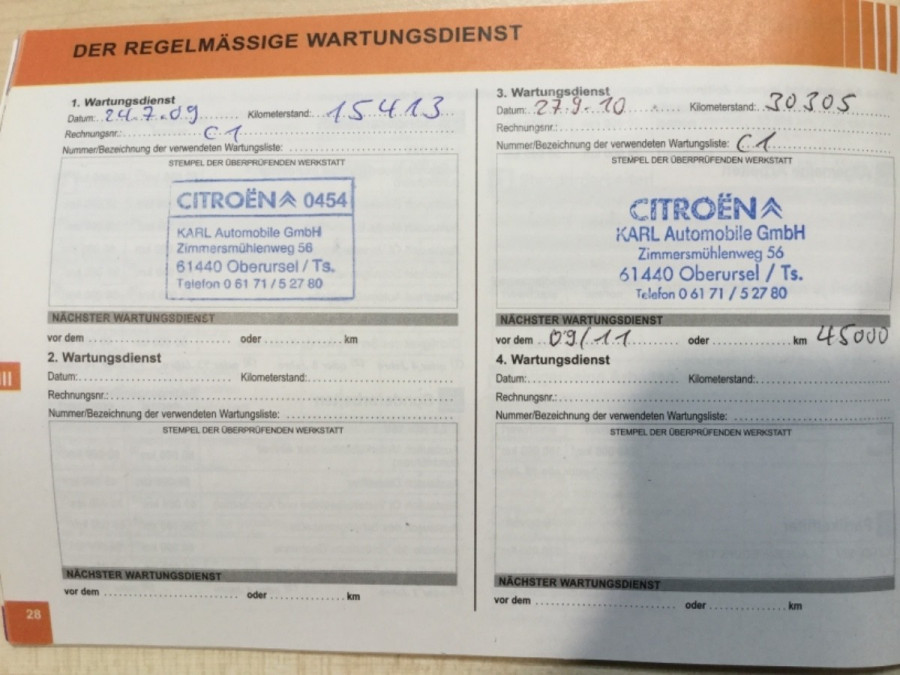 DER REGELMÄSSIGE WARTUNGSDIENST
1. Wartungsdienst
Datum: 24.7.09 Kilometerstand: 15413
Rechnungsnr.: C1
Nummer/Bezeichnung der verwendeten Wartungsliste:
STEMPEL DER ÜBERPRÜFENDEN WERKSTATT
CITROËN 0454
KARL Automobile GmbH
Zimmersmühlenweg 56
61440 Oberursel / Ts.
Telefon 0 61 71 / 5 27 80
NÄCHSTER WARTUNGSDIENST
vor dem oder km
2. Wartungsdienst
Datum: Kilometerstand:
Rechnungsnr.:
Nummer/Bezeichnung der verwendeten Wartungsliste:
STEMPEL DER ÜBERPRÜFENDEN WERKSTATT
NÄCHSTER WARTUNGSDIENST
vor dem oder km
28
3. Wartungsdienst
Datum: 27.9.10 Kilometerstand: 30305
Rechnungsnr.:
Nummer/Bezeichnung der verwendeten Wartungsliste: C1
STEMPEL DER ÜBERPRÜFENDEN WERKSTATT
CITROËN
KARL Automobile GmbH
Zimmersmühlenweg 56
61440 Oberursel / Ts.
Telefon 0 61 71 / 5 27 80
NÄCHSTER WARTUNGSDIENST
vor dem 09/11 oder km 45000
4. Wartungsdienst
Datum: Kilometerstand:
Rechnungsnr.:
Nummer/Bezeichnung der verwendeten Wartungsliste:
STEMPEL DER ÜBERPRÜFENDEN WERKSTATT
NÄCHSTER WARTUNGSDIENST
vor dem oder km